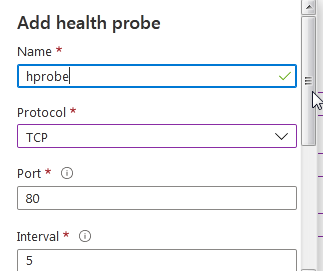 Add health probe
Name *
hprobe
Protocol *
TCP
Port *
80
Interval *
5